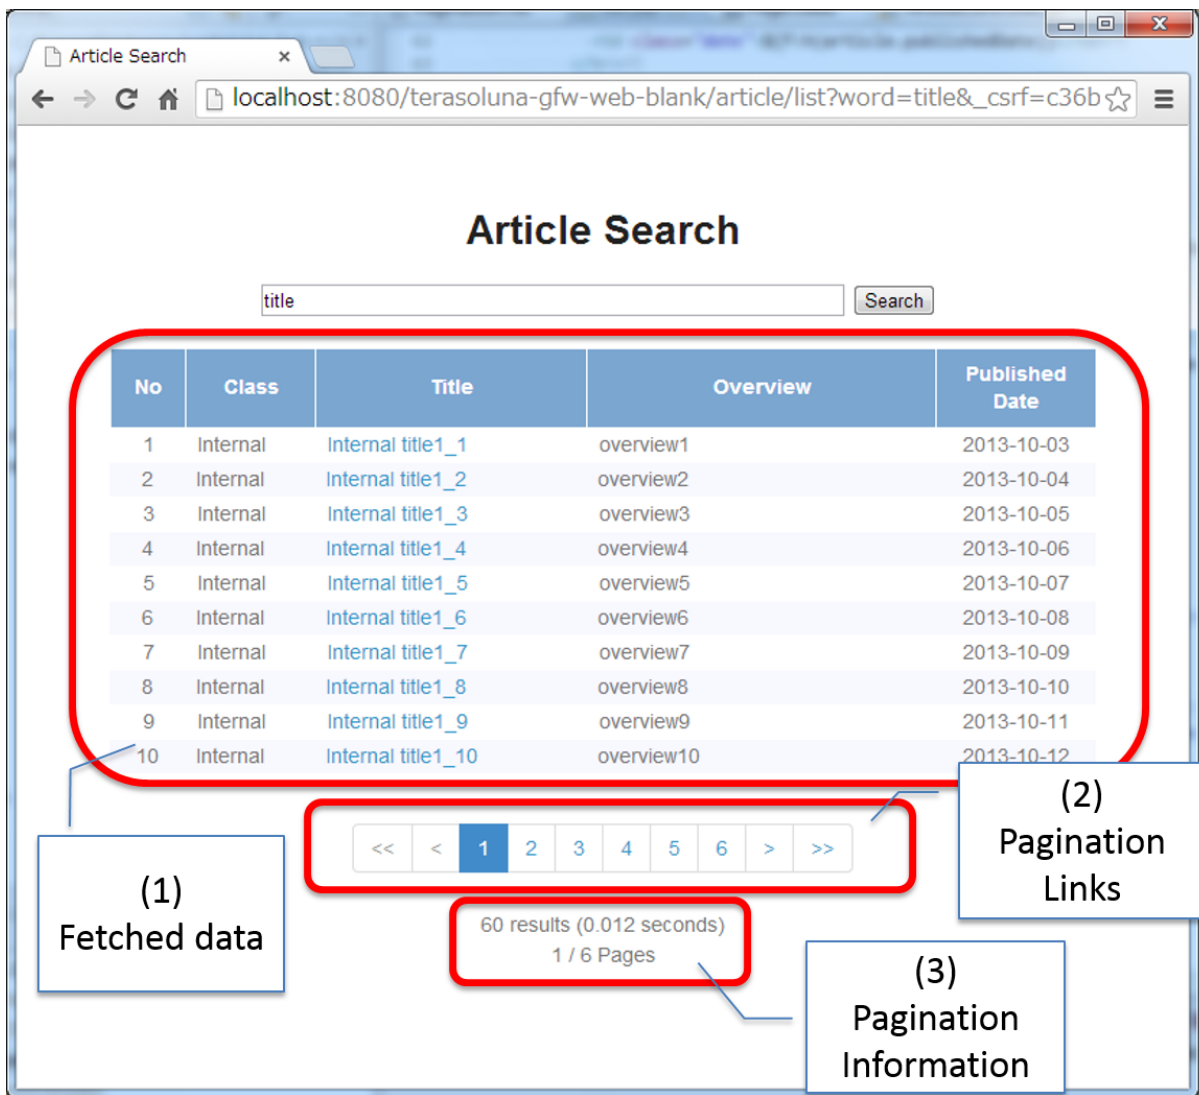 Article Search
localhost:8080/terasoluna-gfw-web-blank/article/list?word=title&_csrf=c36b
Article Search
title Search
No Class Title Overview Published Date
1 Internal Internal title1_1 overview1 2013-10-03
2 Internal Internal title1_2 overview2 2013-10-04
3 Internal Internal title1_3 overview3 2013-10-05
4 Internal Internal title1_4 overview4 2013-10-06
5 Internal Internal title1_5 overview5 2013-10-07
6 Internal Internal title1_6 overview6 2013-10-08
7 Internal Internal title1_7 overview7 2013-10-09
8 Internal Internal title1_8 overview8 2013-10-10
9 Internal Internal title1_9 overview9 2013-10-11
10 Internal Internal title1_10 overview10 2013-10-12
(1)
Fetched data
<< < 1 2 3 4 5 6 > >>
(2)
Pagination
Links
60 results (0.012 seconds)
1 / 6 Pages
(3)
Pagination
Information